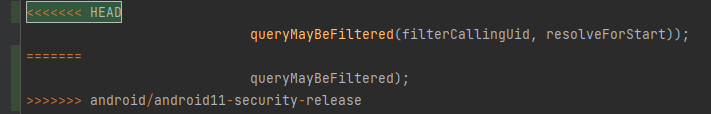 <<<<<<< HEAD
queryMayBeFiltered(filterCallingUid, resolveForStart));
=======
queryMayBeFiltered);
>>>>>>> android/android11-security-release